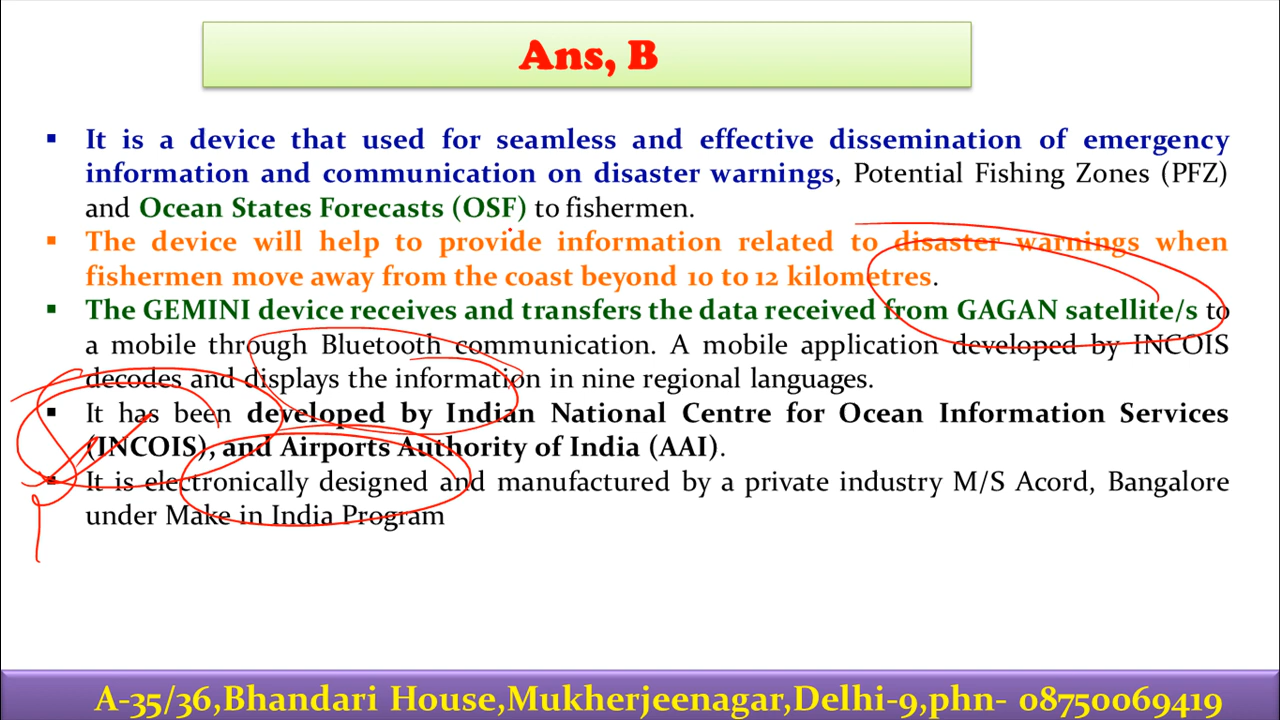 Ans, B
▪ It is a device that used for seamless and effective dissemination of emergency
information and communication on disaster warnings, Potential Fishing Zones (PFZ)
and Ocean States Forecasts (OSF) to fishermen.
▪ The device will help to provide information related to disaster warnings when
fishermen move away from the coast beyond 10 to 12 kilometres.
▪ The GEMINI device receives and transfers the data received from GAGAN satellite/s to
a mobile through Bluetooth communication. A mobile application developed by INCOIS
decodes and displays the information in nine regional languages.
▪ It has been developed by Indian National Centre for Ocean Information Services
(INCOIS), and Airports Authority of India (AAI).
▪ It is electronically designed and manufactured by a private industry M/S Acord, Bangalore
under Make in India Program
A-35/36,Bhandari House,Mukherjeenagar,Delhi-9,phn- 08750069419